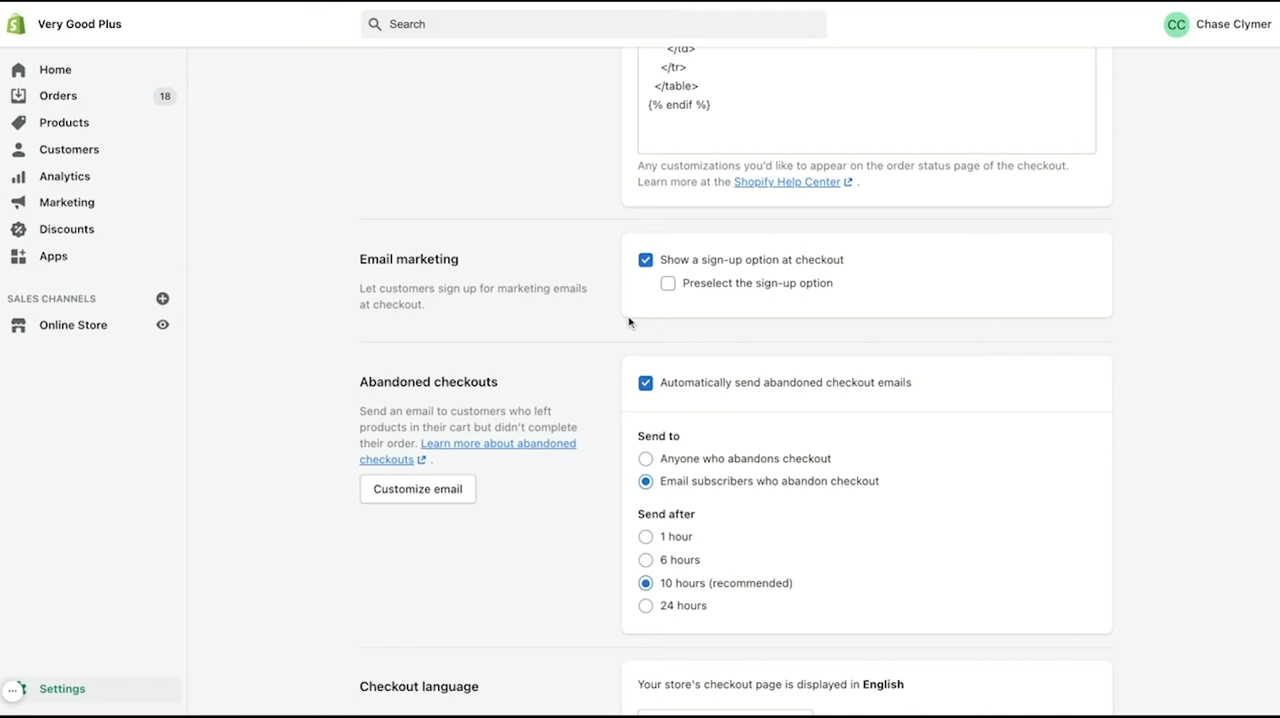 Very Good Plus
Search
CC
Chase Clymer
Home
Orders
18
Products
Customers
Analytics
Marketing
Discounts
Apps
SALES CHANNELS
Online Store
Settings
</td>
</tr>
</table>
{% endif %}
Any customizations you'd like to appear on the order status page of the checkout.
Learn more at the Shopify Help Center .
Email marketing
Let customers sign up for marketing emails
at checkout.
Show a sign-up option at checkout
Preselect the sign-up option
Abandoned checkouts
Send an email to customers who left
products in their cart but didn't complete
their order. Learn more about abandoned
checkouts .
Customize email
Automatically send abandoned checkout emails
Send to
Anyone who abandons checkout
Email subscribers who abandon checkout
Send after
1 hour
6 hours
10 hours (recommended)
24 hours
Checkout language
Your store's checkout page is displayed in English